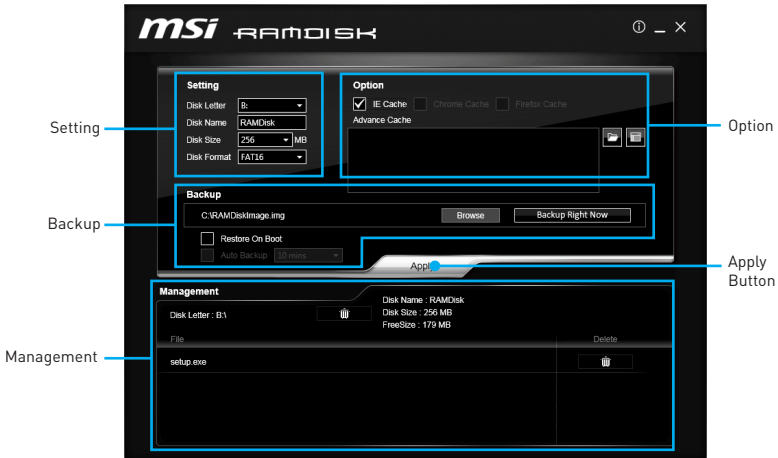 msi RAMDISK
Setting
Disk Letter B:
Disk Name RAMDisk
Disk Size 256 MB
Disk Format FAT16
Option
IE Cache Chrome Cache Firefox Cache
Advance Cache
Backup
C:\RAMDiskImage.img Browse Backup Right Now
Restore On Boot
Auto Backup 10 mins
Apply
Management
Disk Letter : B:\
Disk Name : RAMDisk
Disk Size : 256 MB
FreeSize : 179 MB
File Delete
setup.exe
Setting
Backup
Management
Option
Apply
Button